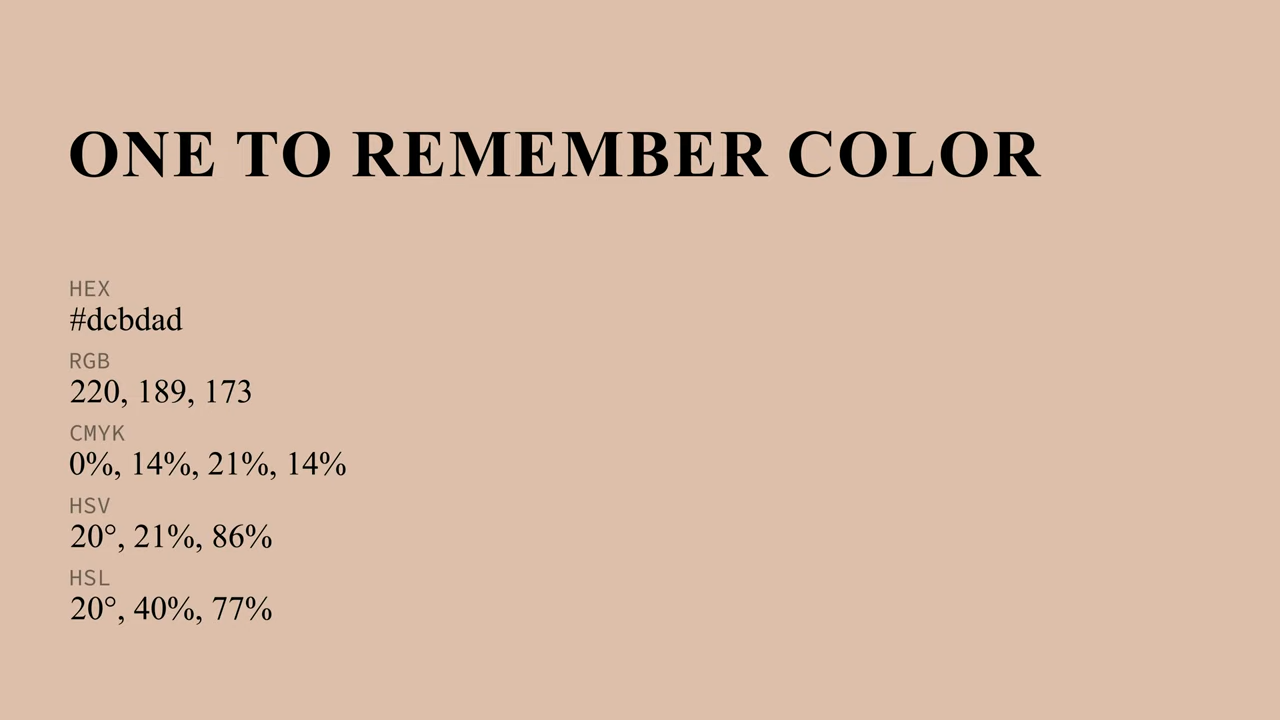 ONE TO REMEMBER COLOR
HEX
#dcbdad
RGB
220, 189, 173
CMYK
0%, 14%, 21%, 14%
HSV
20°, 21%, 86%
HSL
20°, 40%, 77%